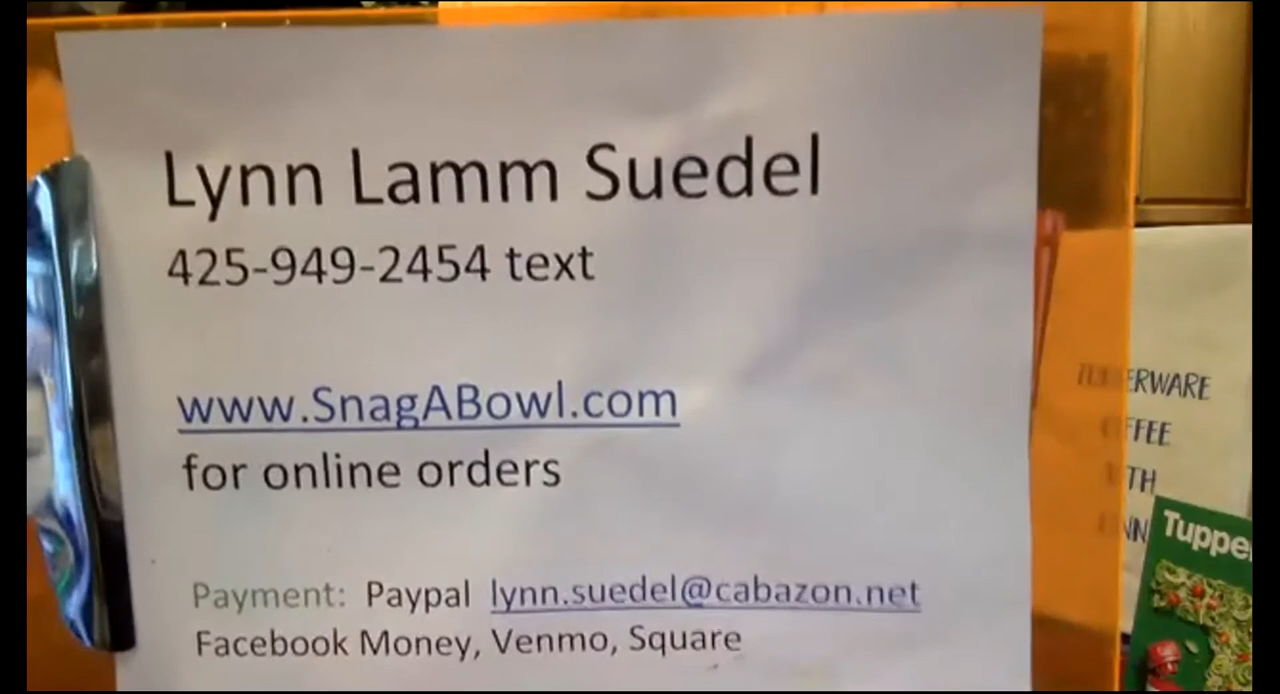 Lynn Lamm Suedel
425-949-2454 text
www.SnagABowl.com
for online orders
Payment: Paypal lynn.suedel@cabazon.net
Facebook Money, Venmo, Square
TUPPERWARE